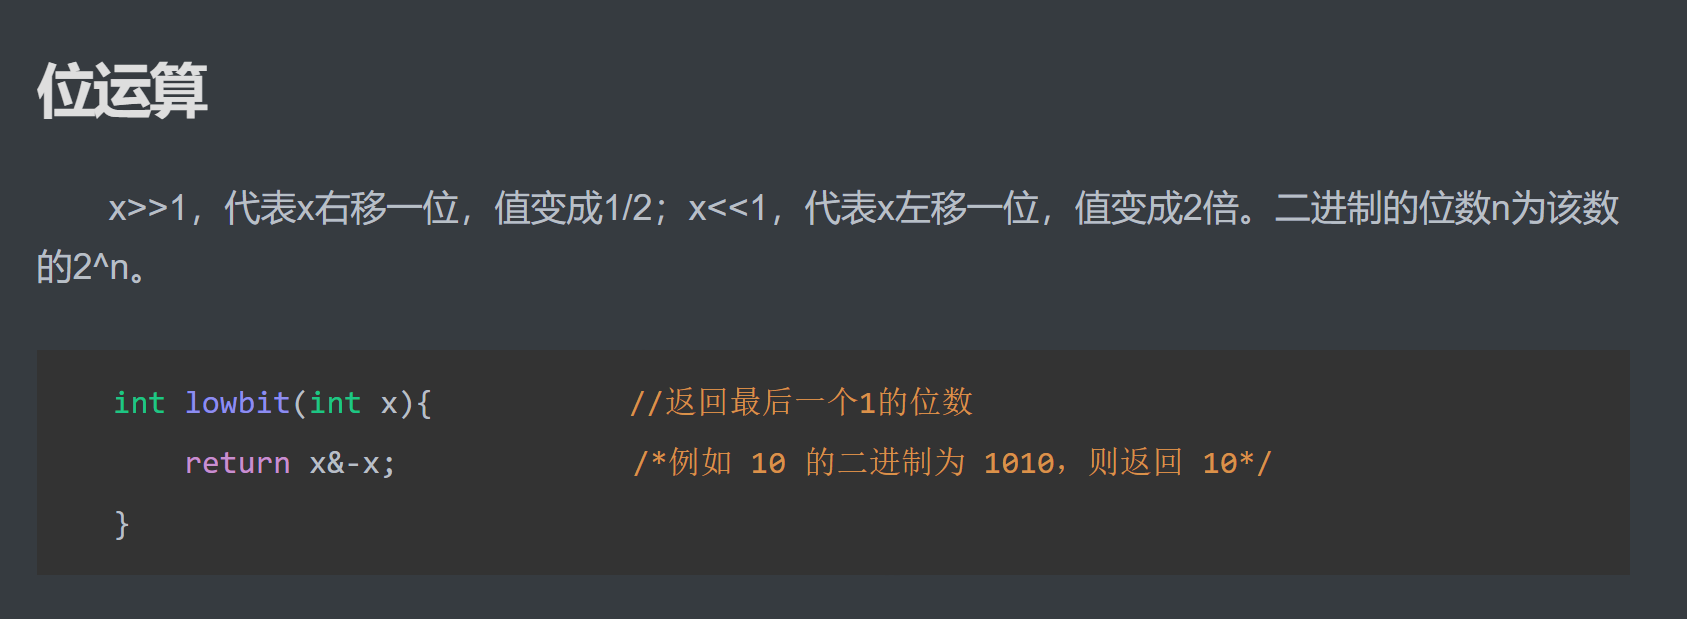 位运算
x>>1，代表x右移一位，值变成1/2；x<<1，代表x左移一位，值变成2倍。二进制的位数n为该数
的2^n。
int lowbit(int x){ //返回最后一个1的位数
return x&-x; /*例如 10 的二进制为 1010，则返回 10*/
}